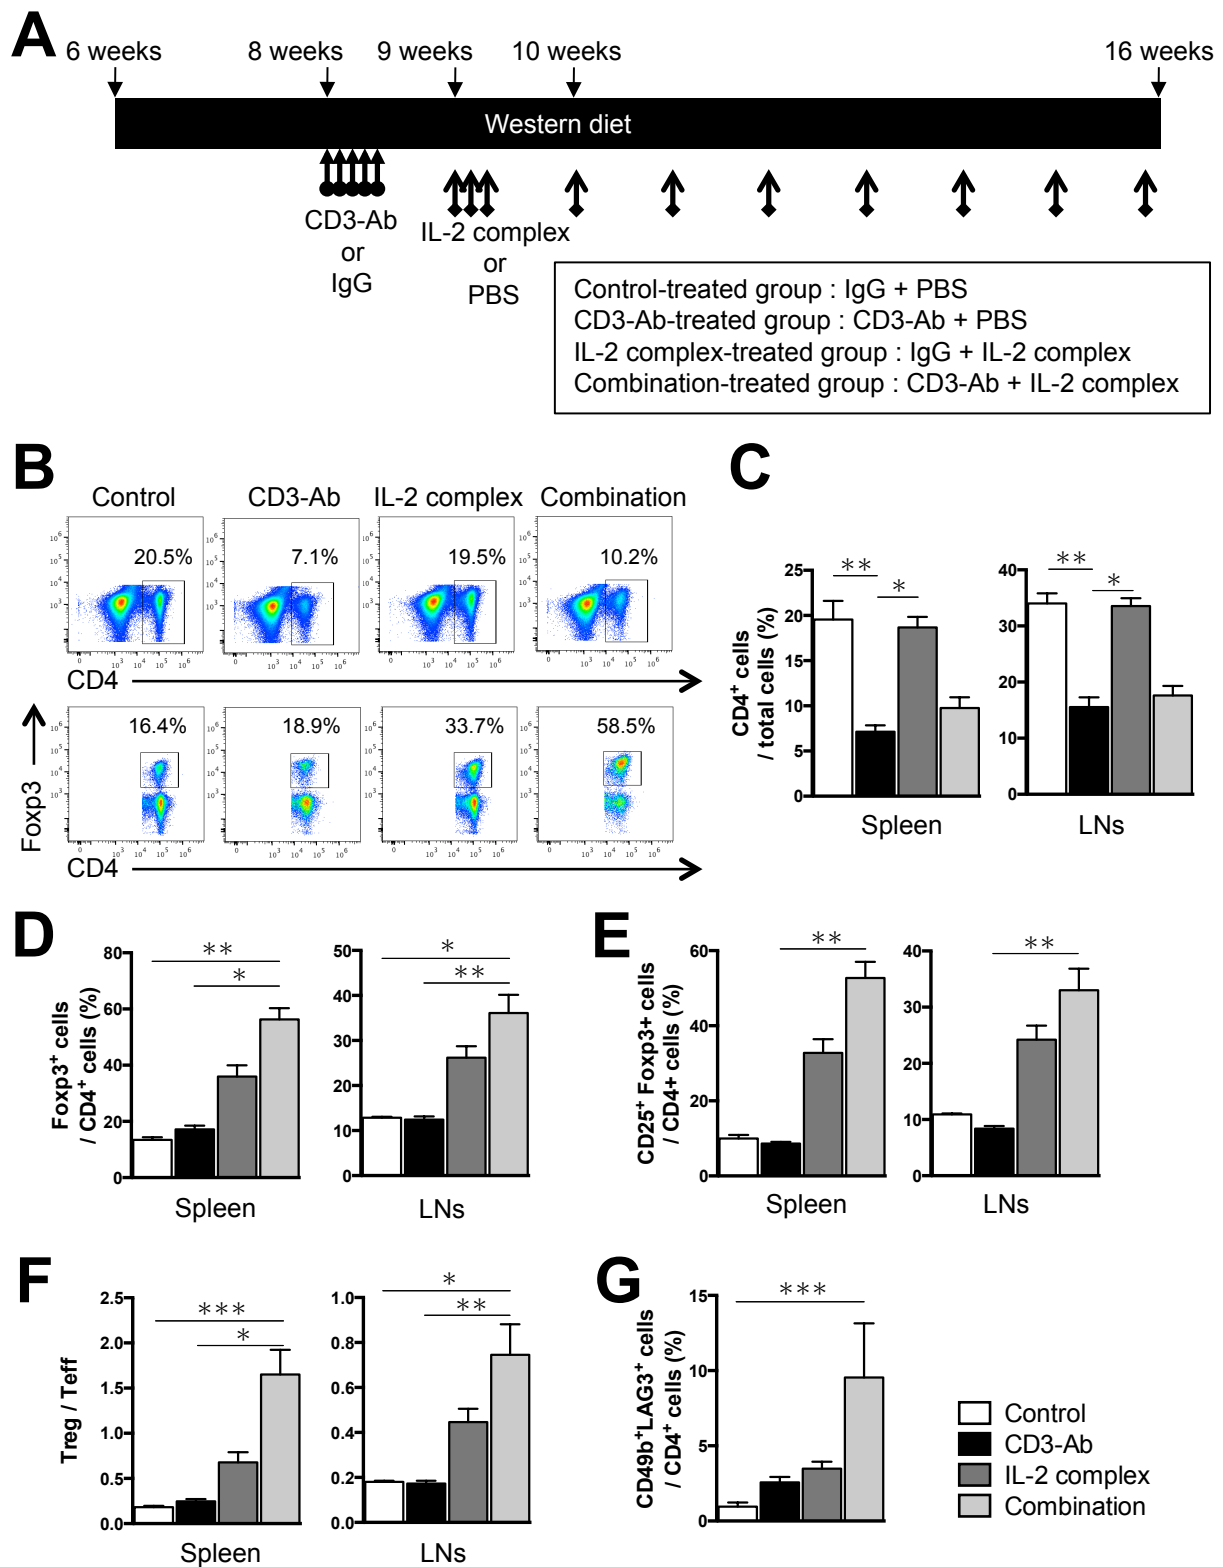 A
6 weeks 8 weeks 9 weeks 10 weeks 16 weeks
Western diet
CD3-Ab
or
IgG
IL-2 complex
or
PBS
Control-treated group : IgG + PBS
CD3-Ab-treated group : CD3-Ab + PBS
IL-2 complex-treated group : IgG + IL-2 complex
Combination-treated group : CD3-Ab + IL-2 complex
B
Control CD3-Ab IL-2 complex Combination
20.5% 7.1% 19.5% 10.2%
CD4
16.4% 18.9% 33.7% 58.5%
Foxp3
CD4
C
CD4⁺ cells
/ total cells (%)
25
20
15
10
5
0
** *
Spleen
40
30
20
10
0
** *
LNs
D
Foxp3⁺ cells
/ CD4⁺ cells (%)
80
60
40
20
0
**
*
Spleen
50
40
30
20
10
0
*
**
LNs
E
CD25⁺ Foxp3+ cells
/ CD4+ cells (%)
60
40
20
0
**
Spleen
40
30
20
10
0
**
LNs
F
Treg / Teff
2.5
2.0
1.5
1.0
0.5
0.0
***
*
Spleen
1.0
0.8
0.6
0.4
0.2
0.0
*
**
LNs
G
CD49b⁺LAG3⁺ cells
/ CD4⁺ cells (%)
15
10
5
0
***
Control
CD3-Ab
IL-2 complex
Combination